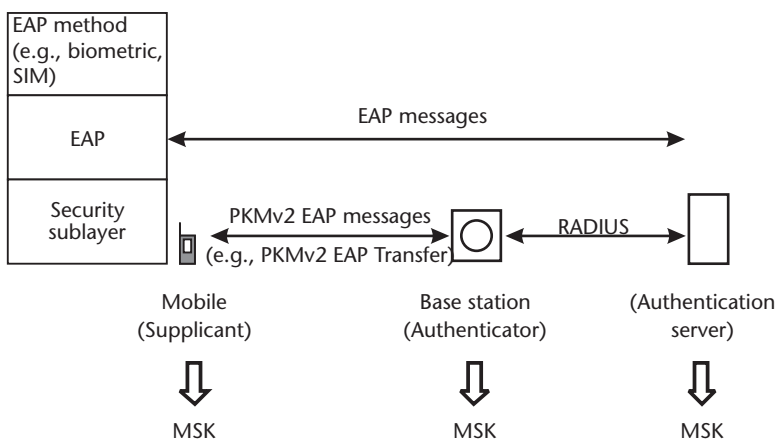 EAP method
(e.g., biometric,
SIM)
EAP
EAP messages
Security
sublayer
PKMv2 EAP messages
(e.g., PKMv2 EAP Transfer)
RADIUS
Mobile
(Supplicant)
Base station
(Authenticator)
(Authentication
server)
MSK
MSK
MSK